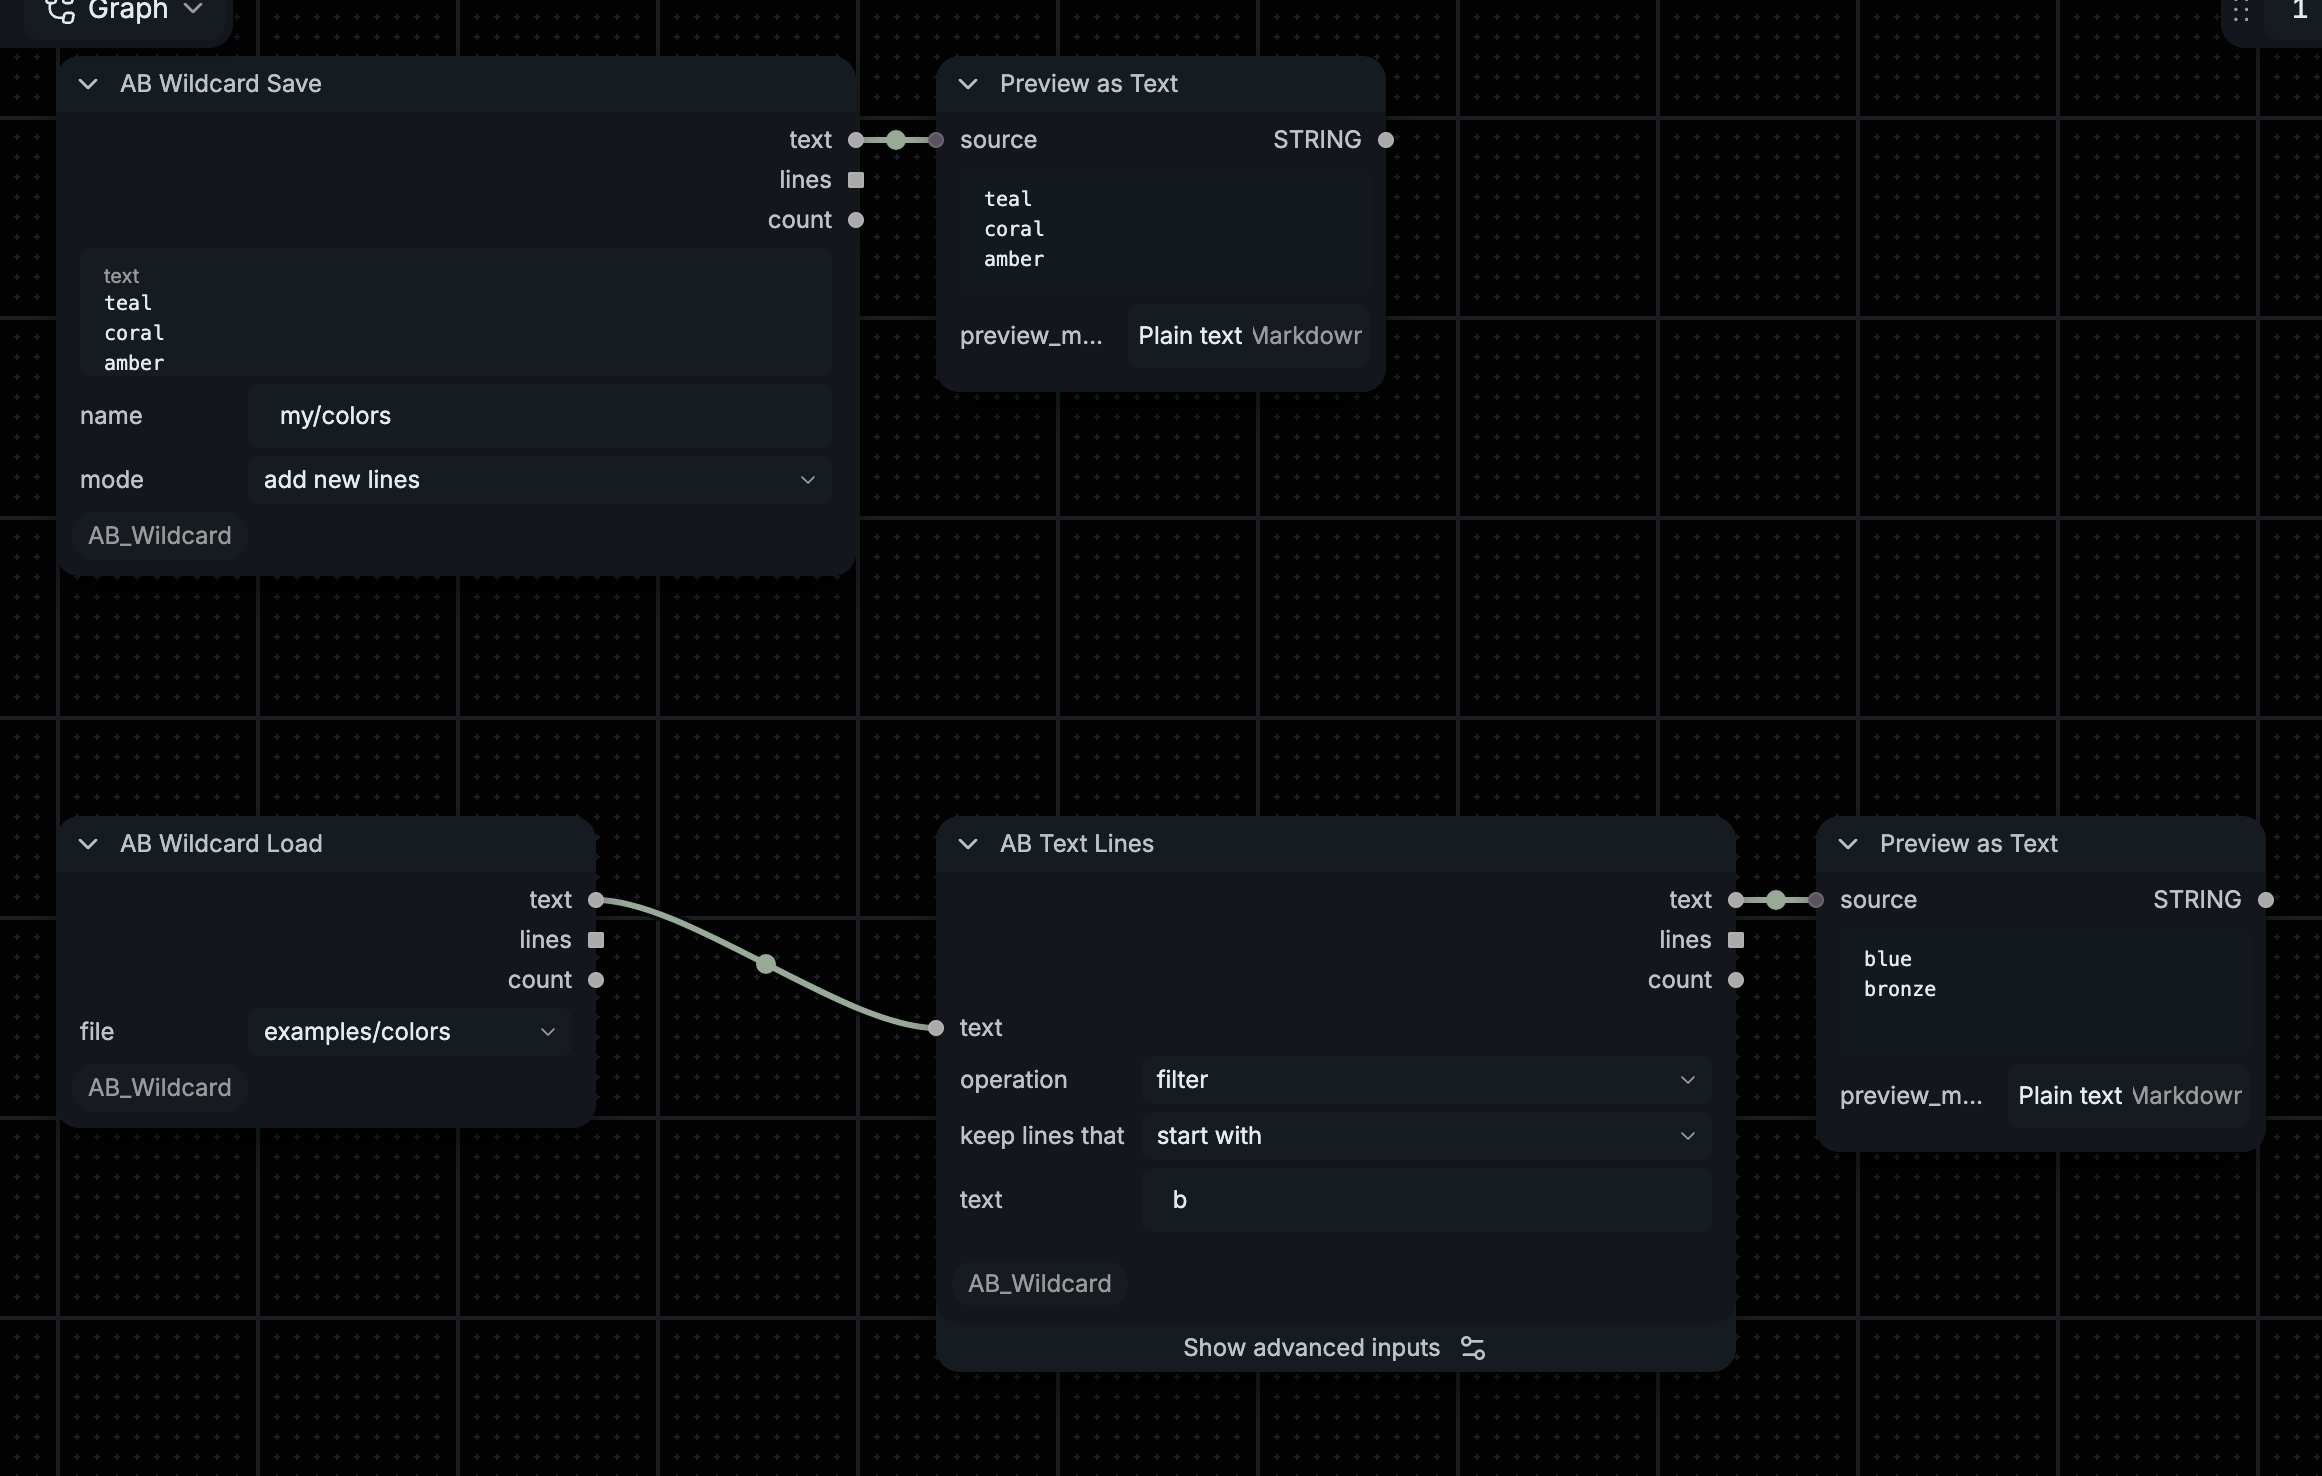 Graph
1
AB Wildcard Save
text
lines
count
text
teal
coral
amber
name my/colors
mode add new lines
AB_Wildcard
Preview as Text
source STRING
teal
coral
amber
preview_m... Plain text Markdowr
AB Wildcard Load
text
lines
count
file examples/colors
AB_Wildcard
AB Text Lines
text
lines
count
text
operation filter
keep lines that start with
text b
AB_Wildcard
Show advanced inputs
Preview as Text
source STRING
blue
bronze
preview_m... Plain text Markdowr